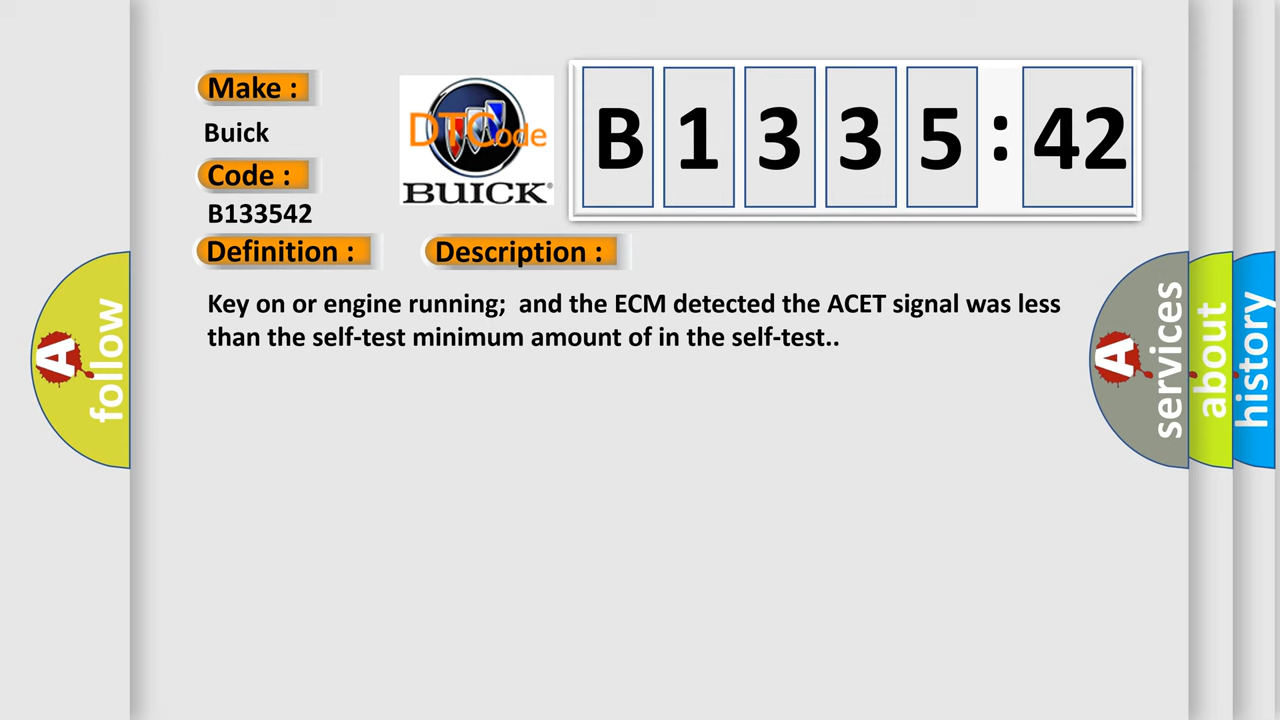 Make :
Buick
Code :
B133542
Definition :
Description :
Key on or engine running; and the ECM detected the ACET signal was less
than the self-test minimum amount of in the self-test..
DTCode
BUICK®
B 1 3 3 5 : 42
A follow
A services
about
history